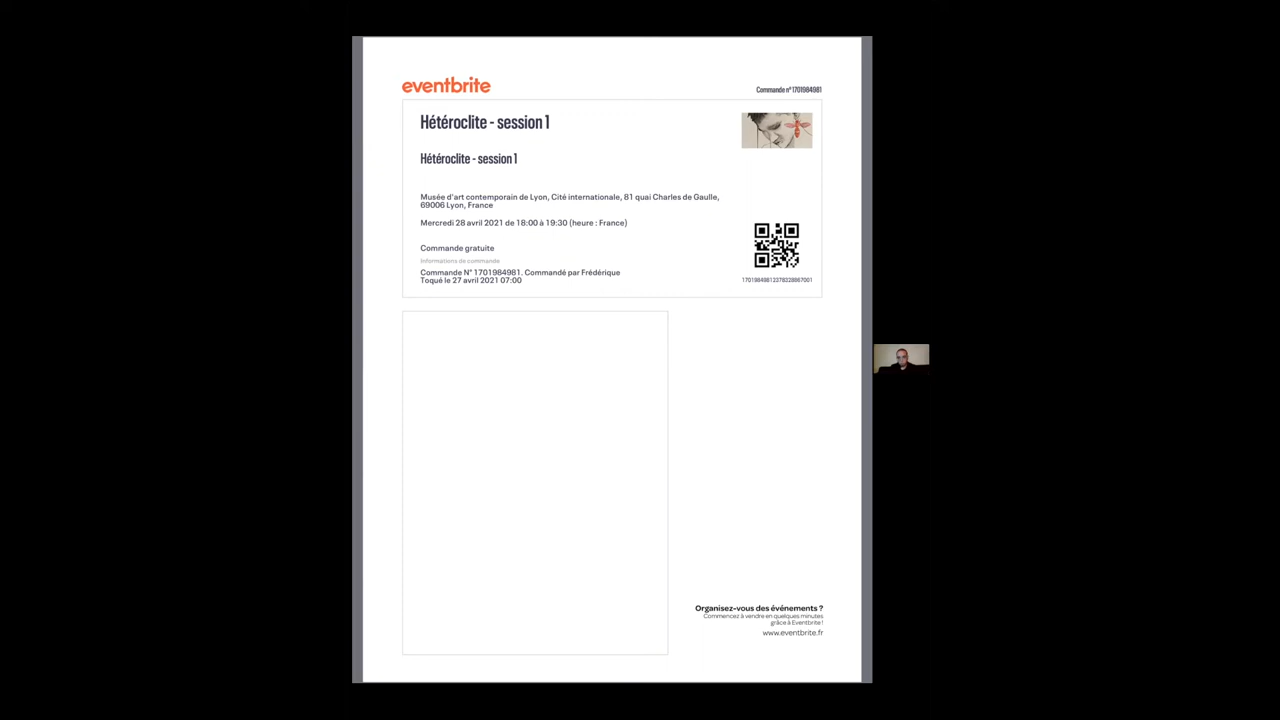 eventbrite
Commande n° 1701984981
Hétéroclite - session 1
Hétéroclite - session 1
Musée d'art contemporain de Lyon, Cité internationale, 81 quai Charles de Gaulle,
69006 Lyon, France
Mercredi 28 avril 2021 de 18:00 à 19:30 (heure : France)
Commande gratuite
Informations de commande
Commande N° 1701984981. Commandé par Frédérique
Toqué le 27 avril 2021 07:00
Organisez-vous des événements ?
Commencez à vendre en quelques minutes
grâce à Eventbrite !
www.eventbrite.fr